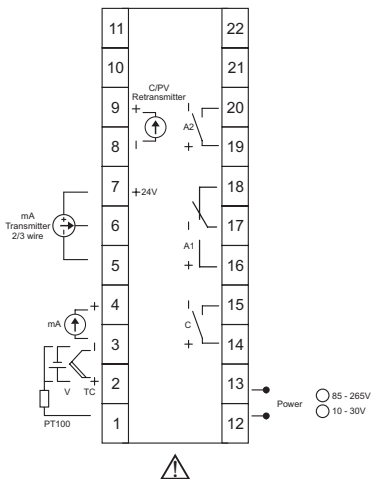 11 22
10 21
C/PV
Retransmitter
9 + − 20
A2
8 − + 19
7 +24V 18
mA
Transmitter
2/3 wire
+
−
6 − 17
A1
5 + 16
4 + − 15
mA C
3 − + 14
2 + 13
V TC
Power
85 - 265V
10 - 30V
1 12
PT100